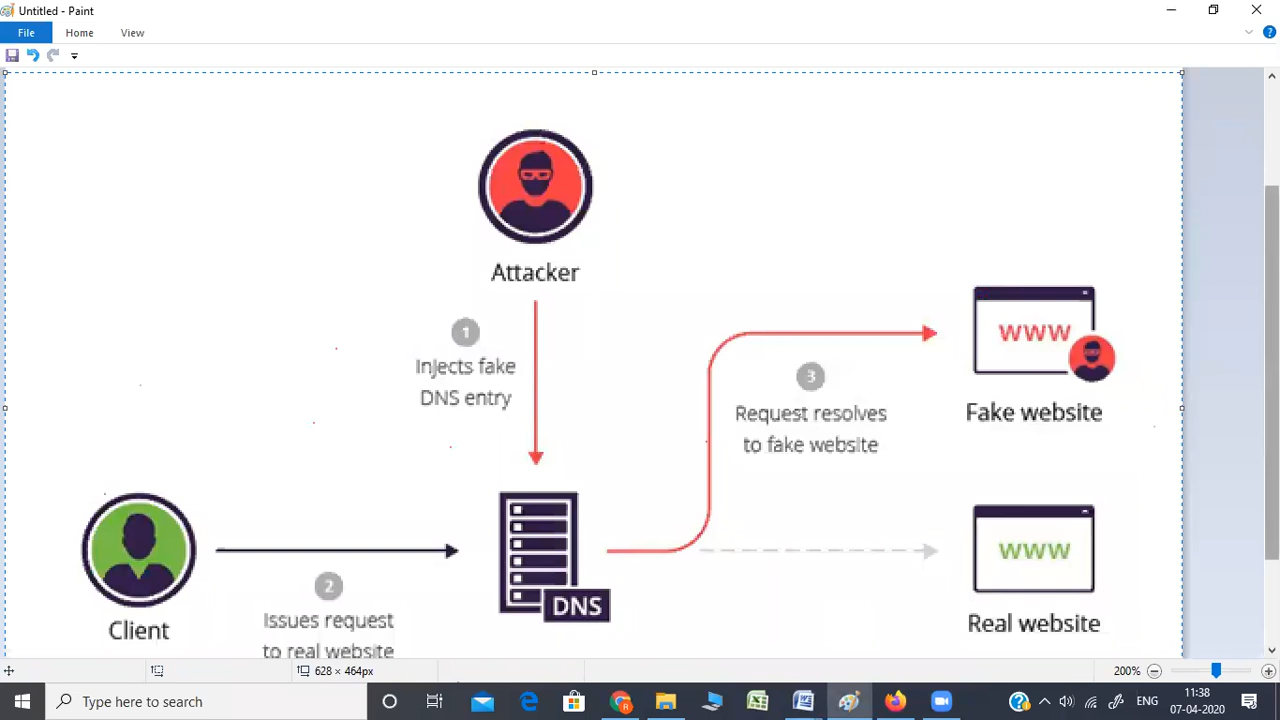 Untitled - Paint
File
Home
View
Attacker
1
Injects fake
DNS entry
www
3
Request resolves
to fake website
Fake website
www
DNS
2
Issues request
to real website
Client
Real website
628 × 464px
200%
Type here to search
ENG
11:38
07-04-2020